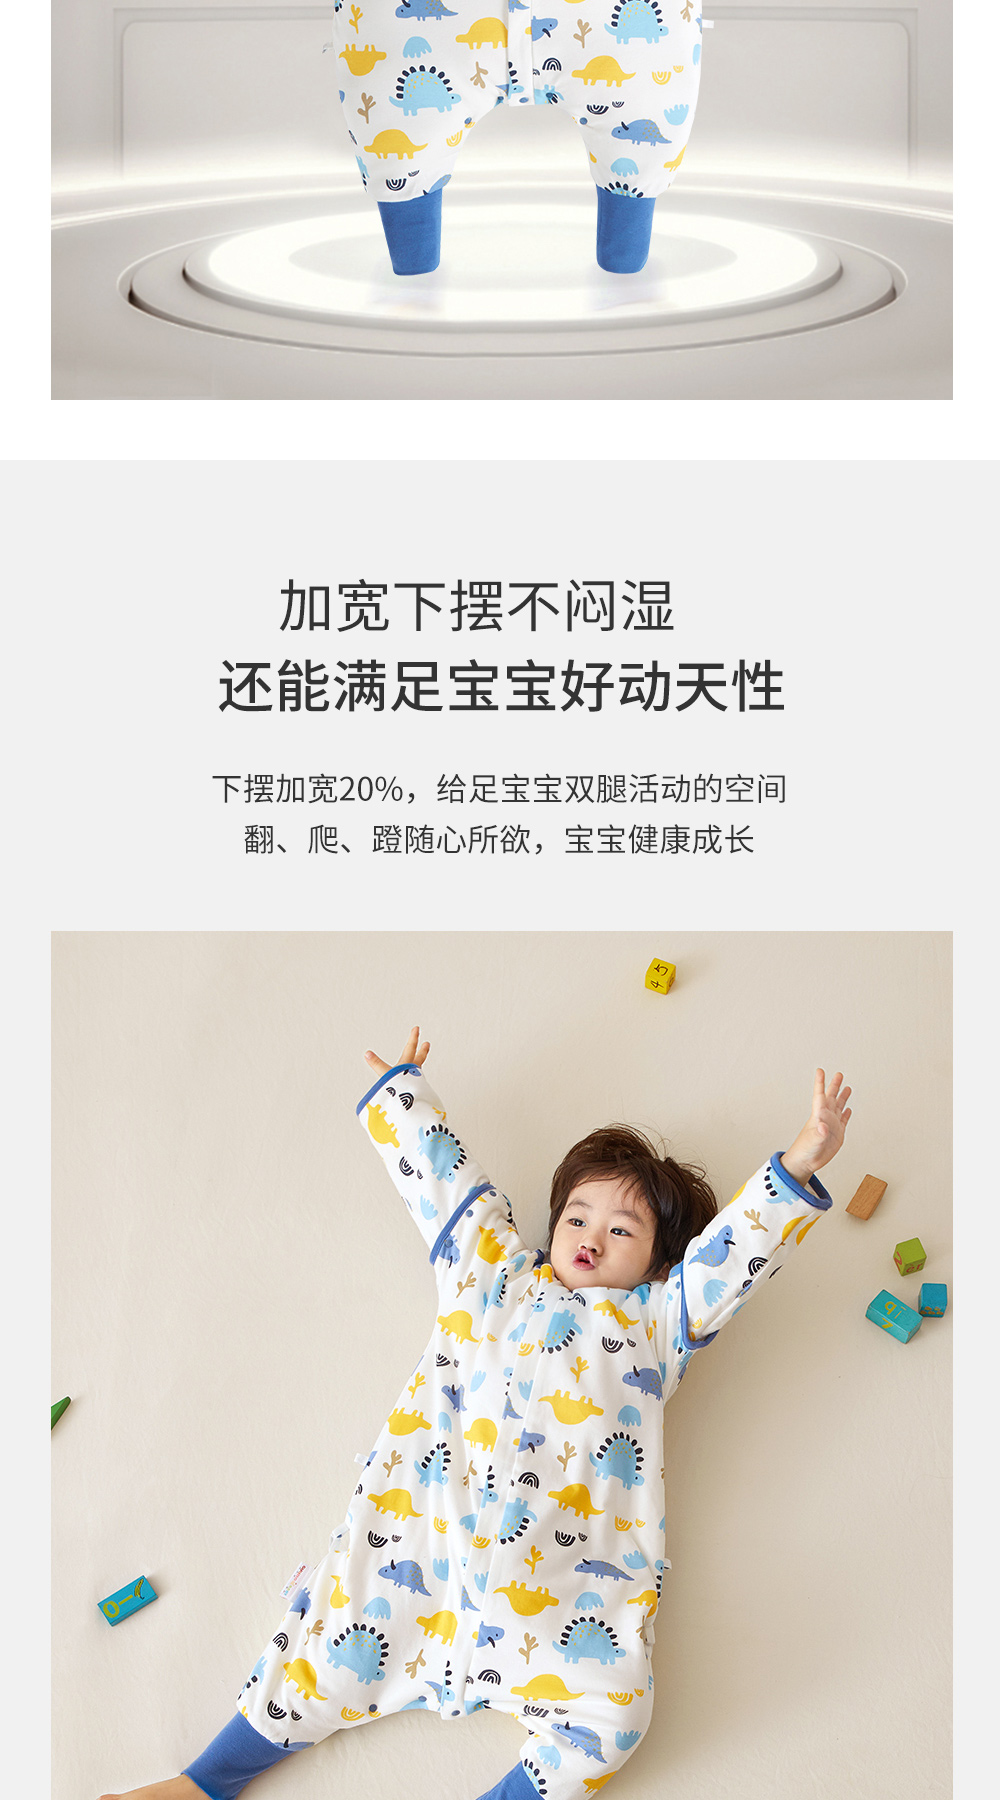 加宽下摆不闷湿
还能满足宝宝好动天性
下摆加宽20%，给足宝宝双腿活动的空间
翻、爬、蹬随心所欲，宝宝健康成长
45